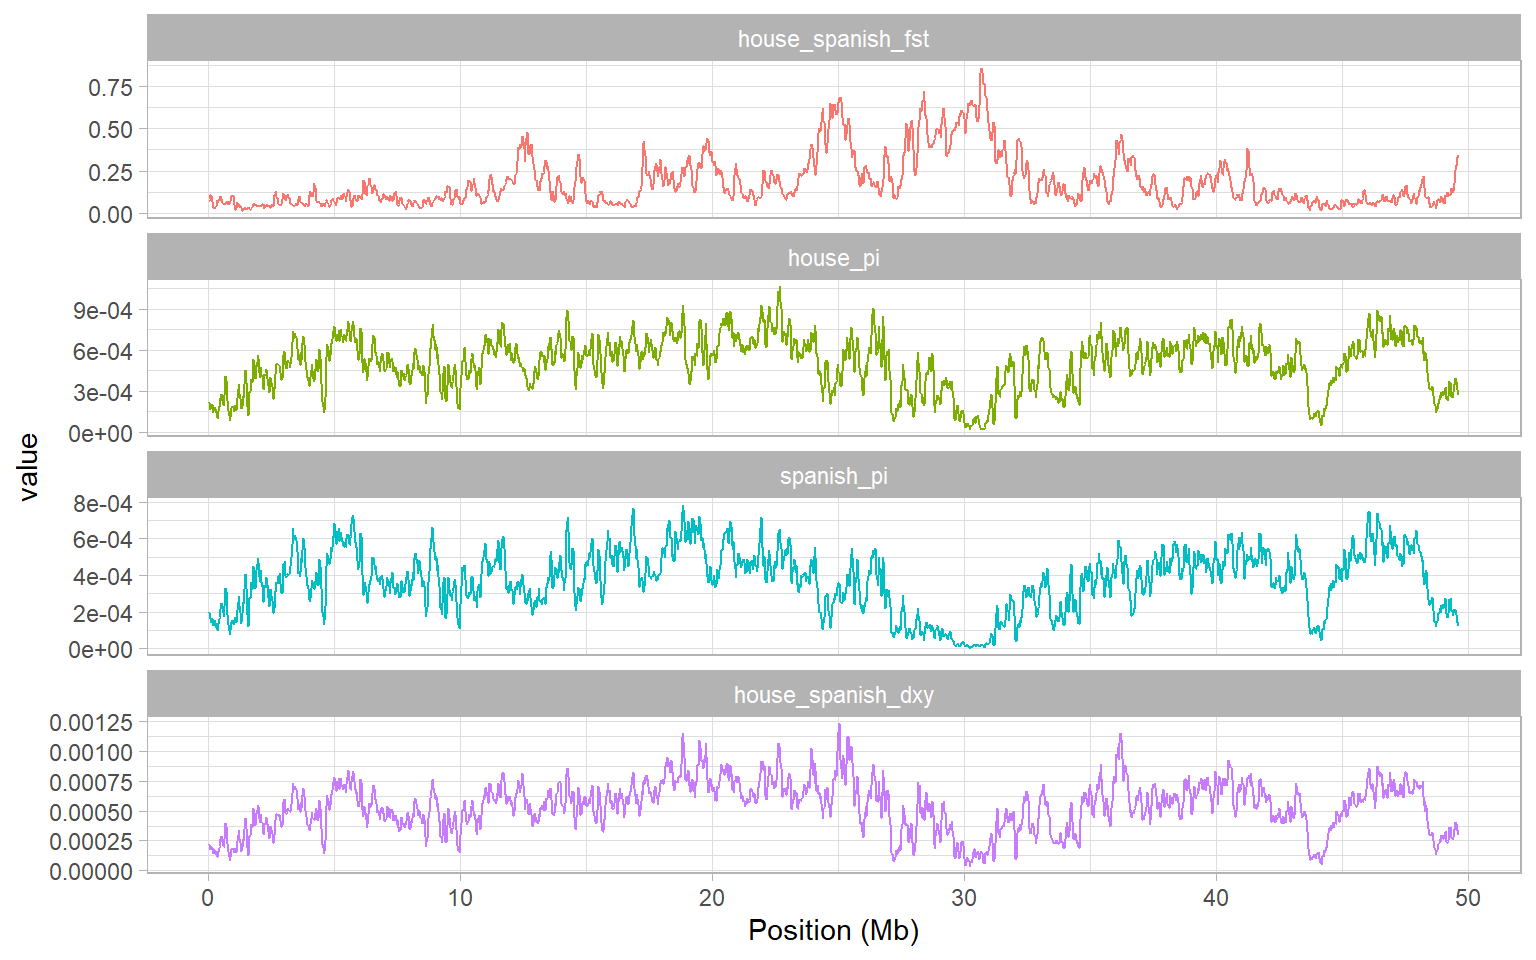 house_spanish_fst
0.75
0.50
0.25
0.00
house_pi
9e-04
6e-04
3e-04
0e+00
value
spanish_pi
8e-04
6e-04
4e-04
2e-04
0e+00
house_spanish_dxy
0.00125
0.00100
0.00075
0.00050
0.00025
0.00000
0 10 20 30 40 50
Position (Mb)